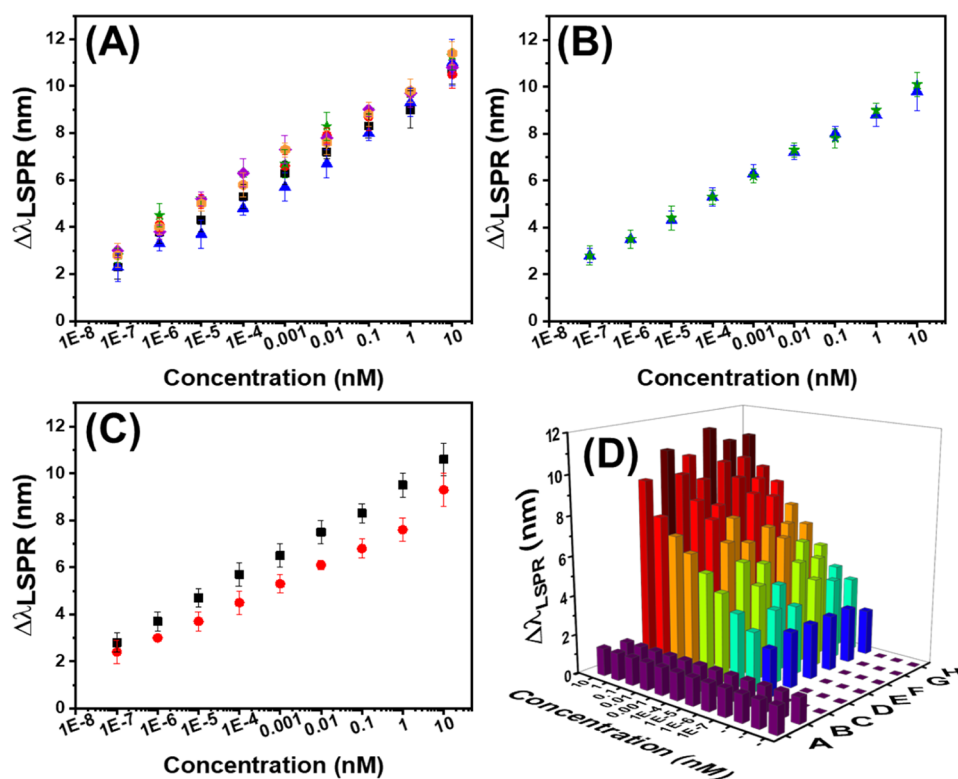 (A)
ΔλLSPR (nm)
12
10
8
6
4
2
0
1E-8
1E-7
1E-6
1E-5
1E-4
0.001
0.01
0.1
1
10
Concentration (nM)
(B)
ΔλLSPR (nm)
12
10
8
6
4
2
0
1E-8
1E-7
1E-6
1E-5
1E-4
0.001
0.01
0.1
1
10
Concentration (nM)
(C)
ΔλLSPR (nm)
12
10
8
6
4
2
0
1E-8
1E-7
1E-6
1E-5
1E-4
0.001
0.01
0.1
1
10
Concentration (nM)
(D)
ΔλLSPR (nm)
12
10
8
6
4
2
0
10
Concentration (nM)
A
B
C
D
E
F
G
H